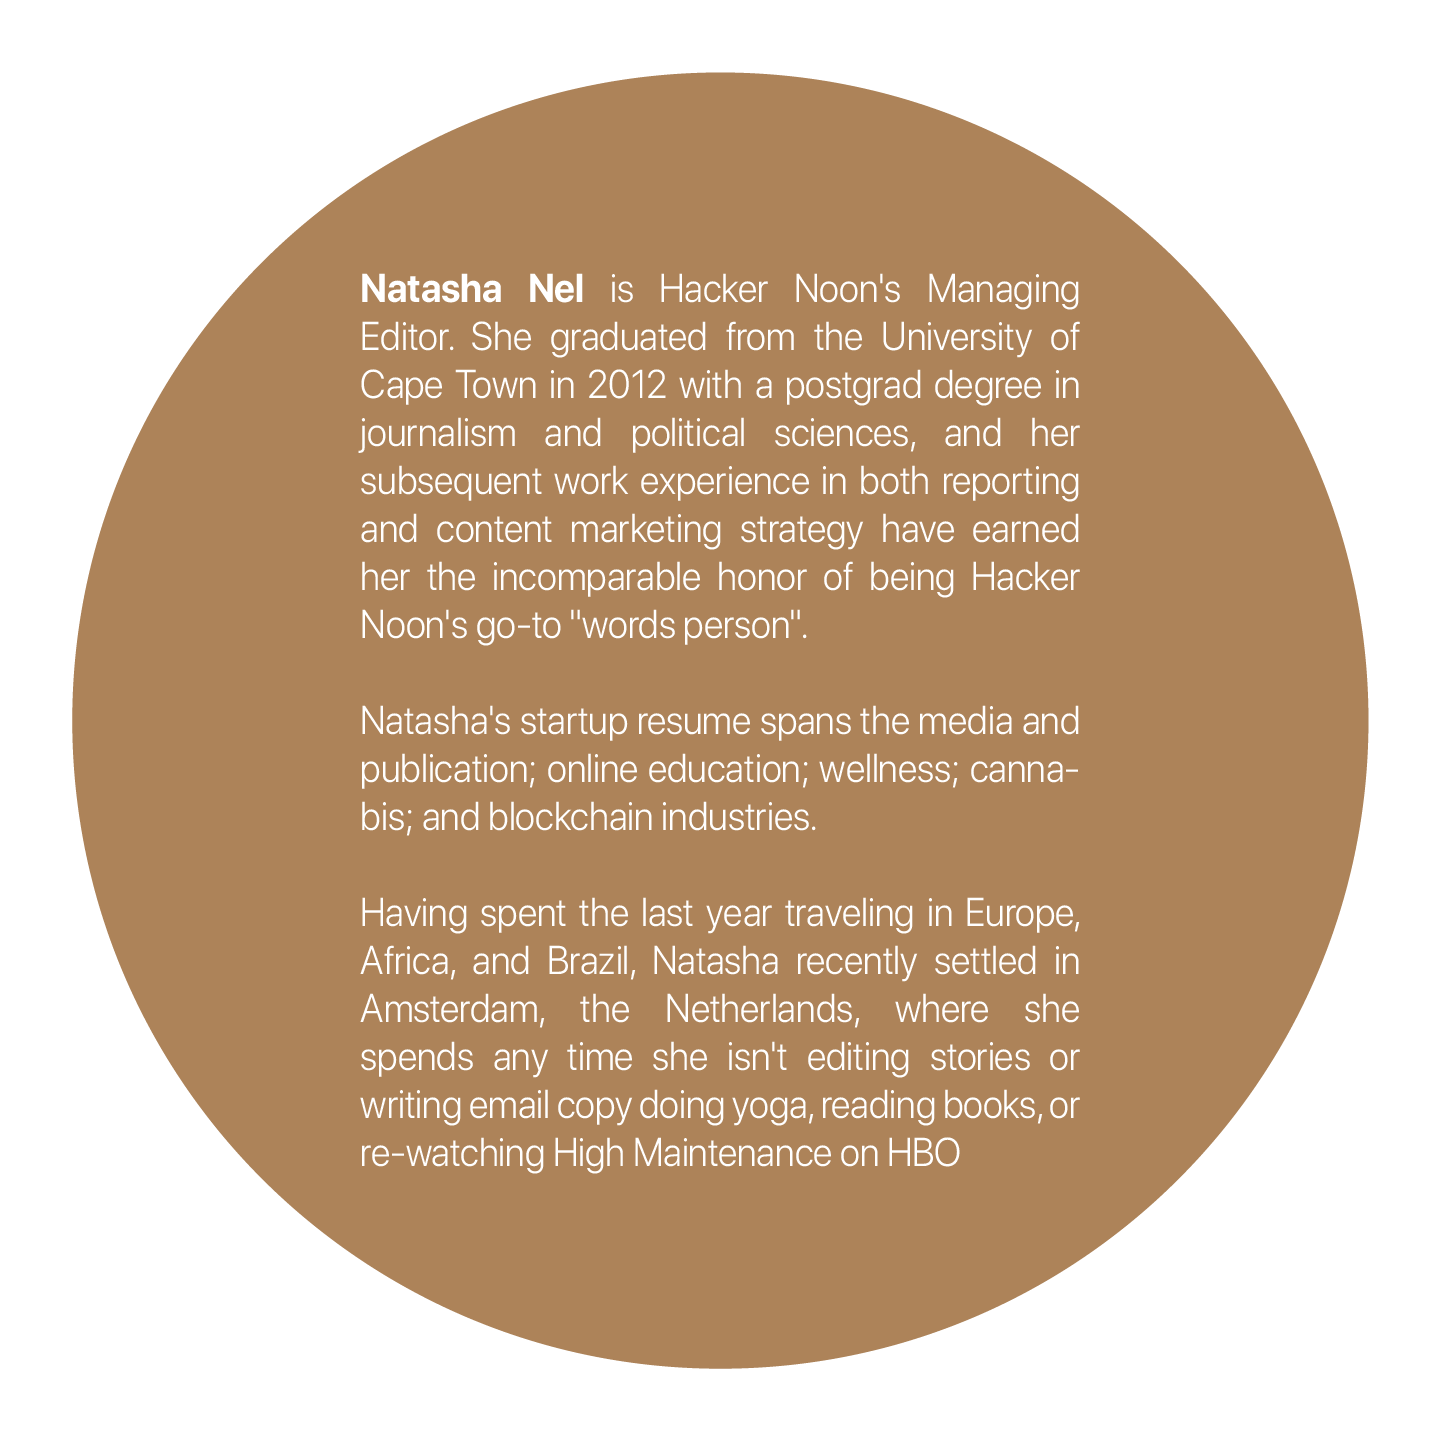 Natasha Nel is Hacker Noon's Managing
Editor. She graduated from the University of
Cape Town in 2012 with a postgrad degree in
journalism and political sciences, and her
subsequent work experience in both reporting
and content marketing strategy have earned
her the incomparable honor of being Hacker
Noon's go-to "words person".
Natasha's startup resume spans the media and
publication; online education; wellness; canna-
bis; and blockchain industries.
Having spent the last year traveling in Europe,
Africa, and Brazil, Natasha recently settled in
Amsterdam, the Netherlands, where she
spends any time she isn't editing stories or
writing email copy doing yoga, reading books, or
re-watching High Maintenance on HBO